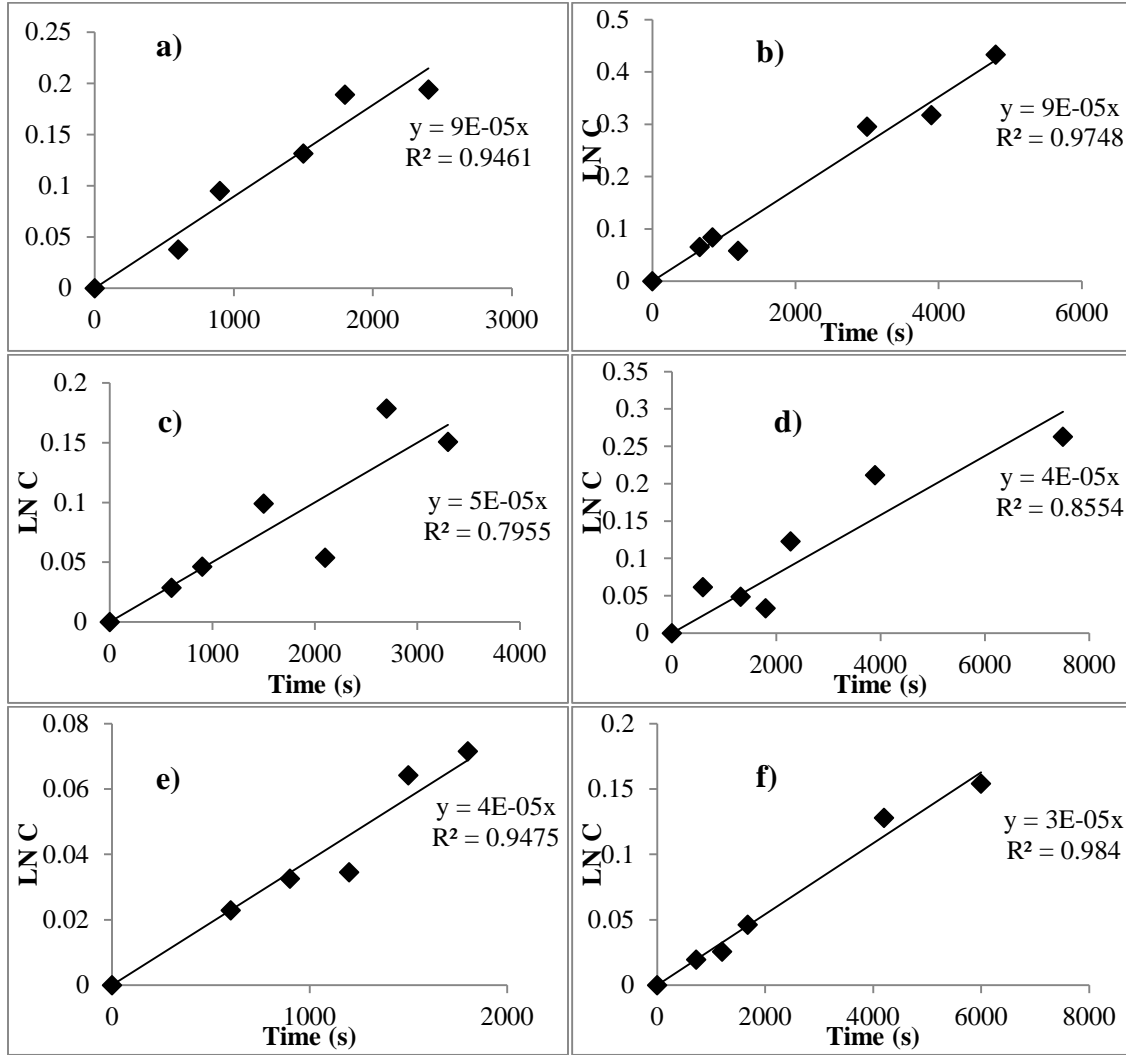 a)
0.25
0.2
0.15
0.1
0.05
0
y = 9E-05x
R² = 0.9461
0 1000 2000 3000
b)
LN C
0.5
0.4
0.3
0.2
0.1
0
y = 9E-05x
R² = 0.9748
0 2000 4000 6000
Time (s)
c)
LN C
0.2
0.15
0.1
0.05
0
y = 5E-05x
R² = 0.7955
0 1000 2000 3000 4000
Time (s)
d)
LN C
0.35
0.3
0.25
0.2
0.15
0.1
0.05
0
y = 4E-05x
R² = 0.8554
0 2000 4000 6000 8000
Time (s)
e)
LN C
0.08
0.06
0.04
0.02
0
y = 4E-05x
R² = 0.9475
0 1000 2000
Time (s)
f)
LN C
0.2
0.15
0.1
0.05
0
y = 3E-05x
R² = 0.984
0 2000 4000 6000 8000
Time (s)